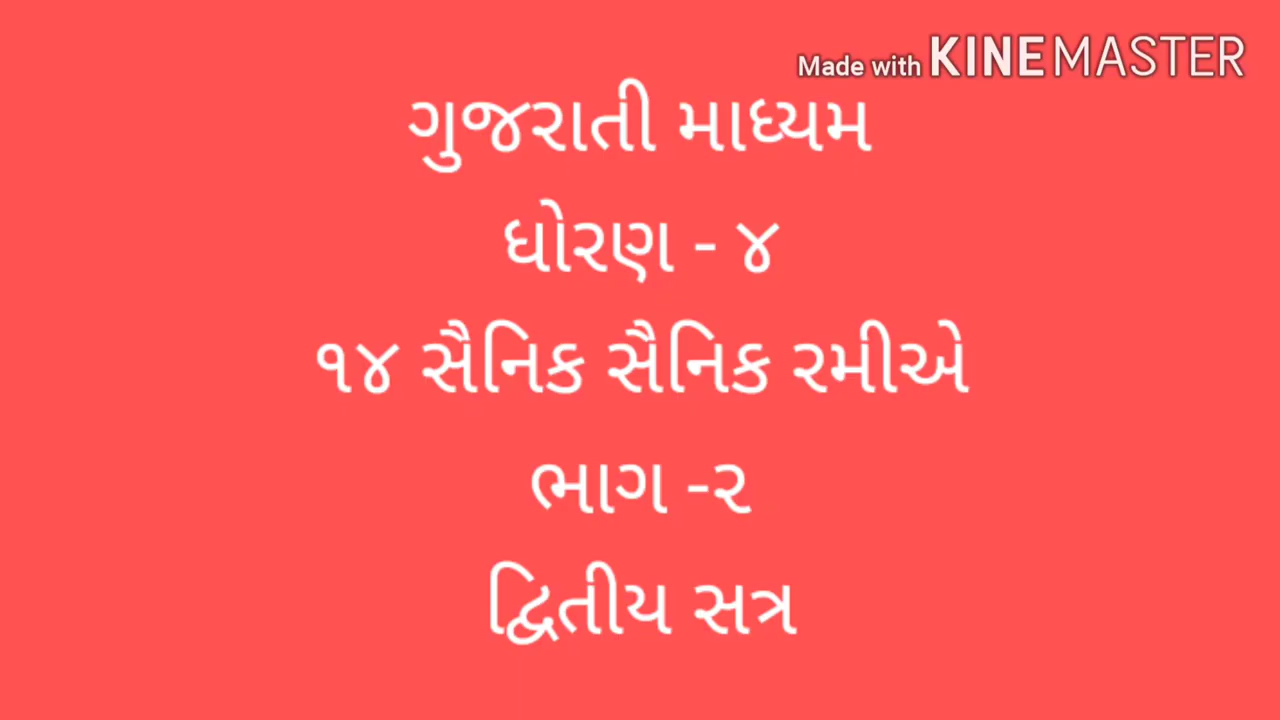 Made with KINEMASTER
ગુજરાતી માધ્યમ
ધોરણ - ૪
૧૪ સૈનિક સૈનિક રમીએ
ભાગ -૨
દ્વિતીય સત્ર